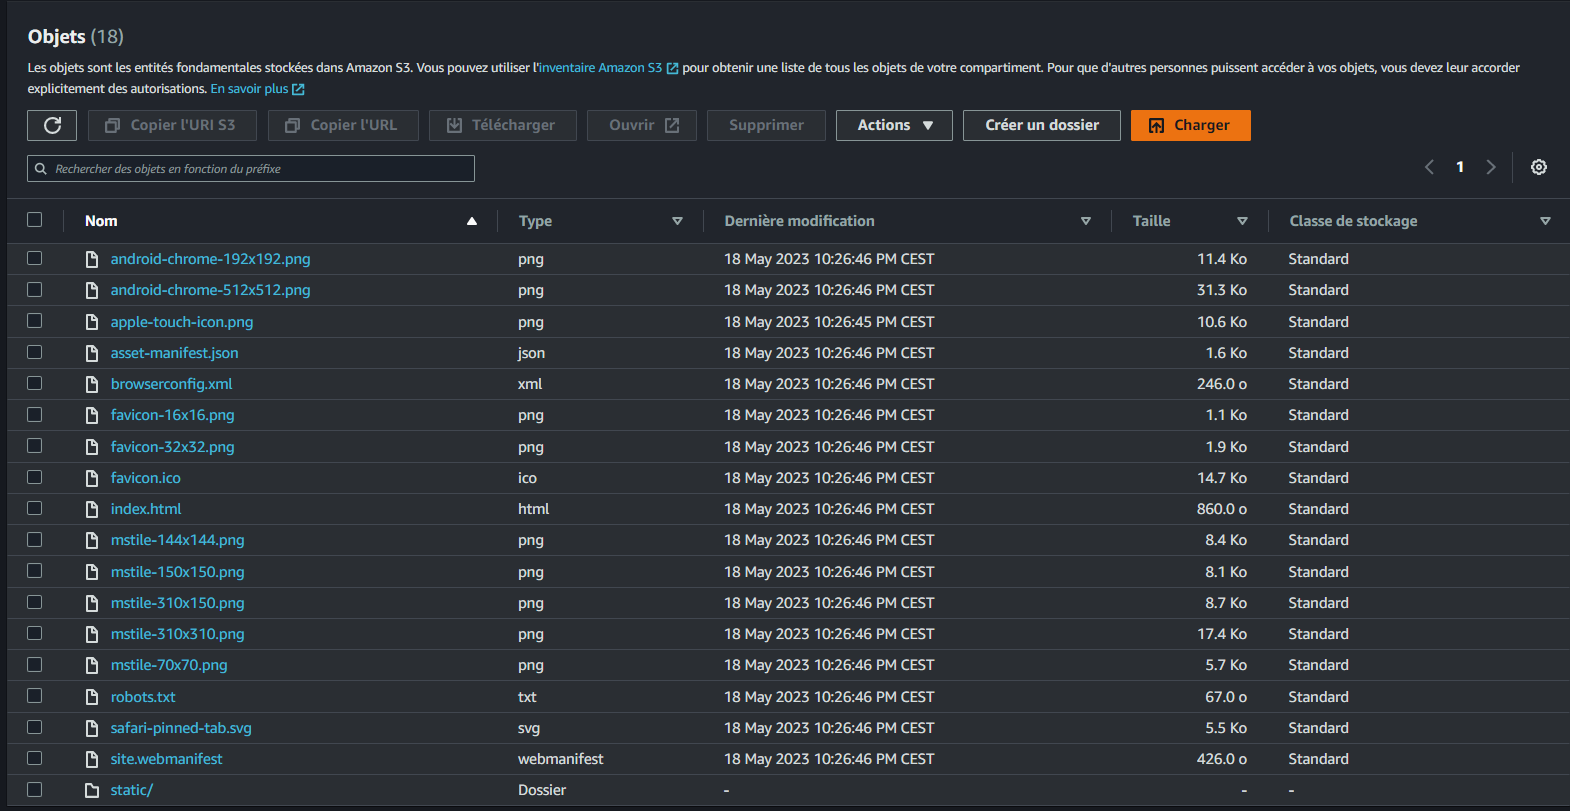 Objets (18)
Les objets sont les entités fondamentales stockées dans Amazon S3. Vous pouvez utiliser l'inventaire Amazon S3 pour obtenir une liste de tous les objets de votre compartiment. Pour que d'autres personnes puissent accéder à vos objets, vous devez leur accorder
explicitement des autorisations. En savoir plus
Copier l'URI S3 Copier l'URL Télécharger Ouvrir Supprimer Actions Créer un dossier Charger
Rechercher des objets en fonction du préfixe 1
Nom Type Dernière modification Taille Classe de stockage
android-chrome-192x192.png png 18 May 2023 10:26:46 PM CEST 11.4 Ko Standard
android-chrome-512x512.png png 18 May 2023 10:26:46 PM CEST 31.3 Ko Standard
apple-touch-icon.png png 18 May 2023 10:26:45 PM CEST 10.6 Ko Standard
asset-manifest.json json 18 May 2023 10:26:46 PM CEST 1.6 Ko Standard
browserconfig.xml xml 18 May 2023 10:26:46 PM CEST 246.0 o Standard
favicon-16x16.png png 18 May 2023 10:26:46 PM CEST 1.1 Ko Standard
favicon-32x32.png png 18 May 2023 10:26:46 PM CEST 1.9 Ko Standard
favicon.ico ico 18 May 2023 10:26:46 PM CEST 14.7 Ko Standard
index.html html 18 May 2023 10:26:46 PM CEST 860.0 o Standard
mstile-144x144.png png 18 May 2023 10:26:46 PM CEST 8.4 Ko Standard
mstile-150x150.png png 18 May 2023 10:26:46 PM CEST 8.1 Ko Standard
mstile-310x150.png png 18 May 2023 10:26:46 PM CEST 8.7 Ko Standard
mstile-310x310.png png 18 May 2023 10:26:46 PM CEST 17.4 Ko Standard
mstile-70x70.png png 18 May 2023 10:26:46 PM CEST 5.7 Ko Standard
robots.txt txt 18 May 2023 10:26:46 PM CEST 67.0 o Standard
safari-pinned-tab.svg svg 18 May 2023 10:26:46 PM CEST 5.5 Ko Standard
site.webmanifest webmanifest 18 May 2023 10:26:46 PM CEST 426.0 o Standard
static/ Dossier - - -